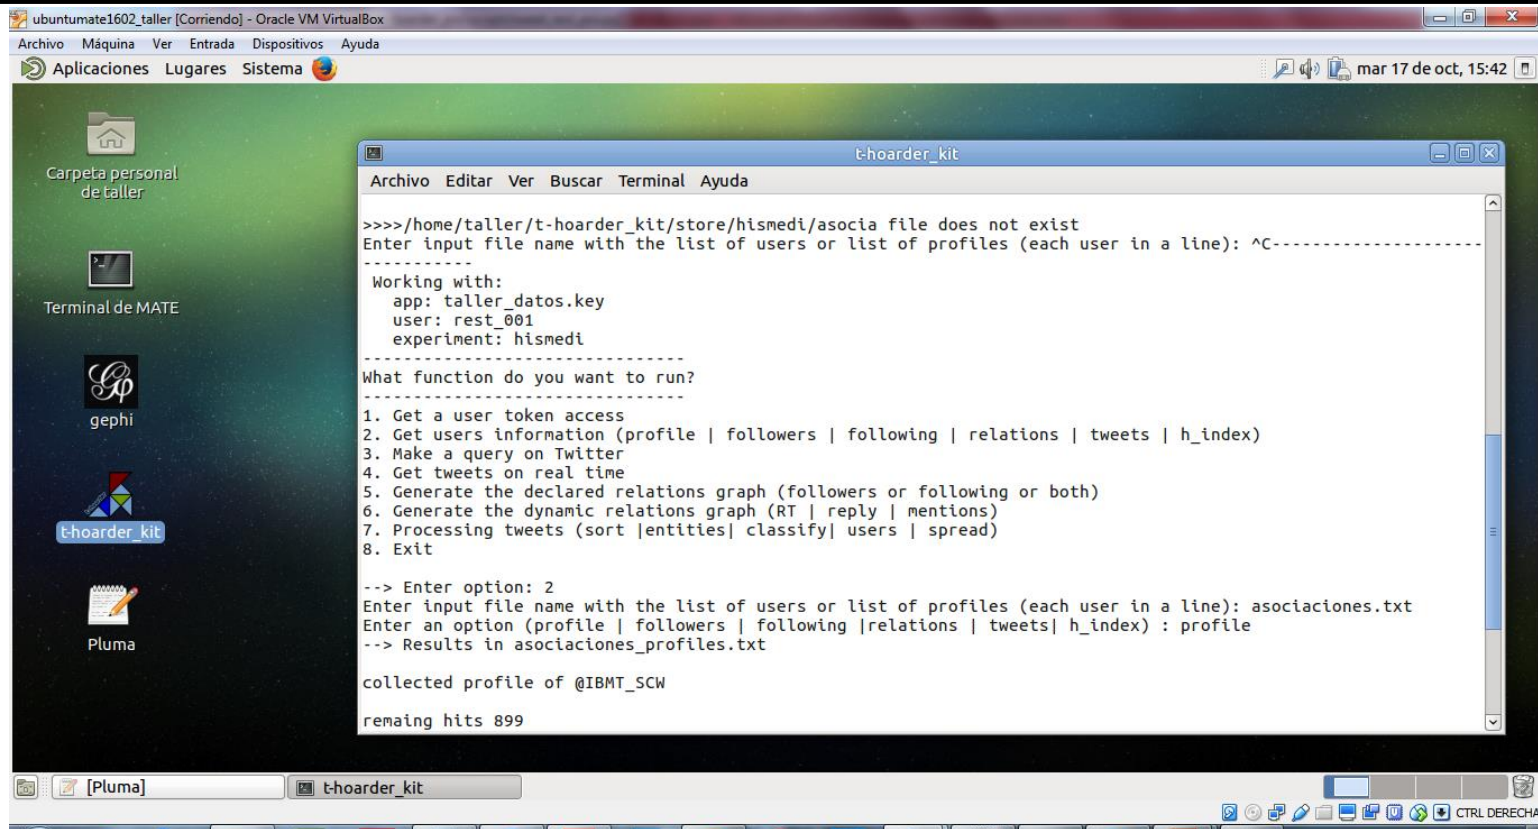 ubuntumate1602_taller [Corriendo] - Oracle VM VirtualBox
Archivo Máquina Ver Entrada Dispositivos Ayuda
Aplicaciones Lugares Sistema mar 17 de oct, 15:42
Carpeta personal
de taller
Terminal de MATE
gephi
t-hoarder_kit
Pluma
t-hoarder_kit
Archivo Editar Ver Buscar Terminal Ayuda
>>>>/home/taller/t-hoarder_kit/store/hismedi/asocia file does not exist
Enter input file name with the list of users or list of profiles (each user in a line): ^C---------------------
-----------
Working with:
app: taller_datos.key
user: rest_001
experiment: hismedi
--------------------------------
What function do you want to run?
--------------------------------
1. Get a user token access
2. Get users information (profile | followers | following | relations | tweets | h_index)
3. Make a query on Twitter
4. Get tweets on real time
5. Generate the declared relations graph (followers or following or both)
6. Generate the dynamic relations graph (RT | reply | mentions)
7. Processing tweets (sort |entities| classify| users | spread)
8. Exit
--> Enter option: 2
Enter input file name with the list of users or list of profiles (each user in a line): asociaciones.txt
Enter an option (profile | followers | following |relations | tweets| h_index) : profile
--> Results in asociaciones_profiles.txt
collected profile of @IBMT_SCW
remaing hits 899
[Pluma] t-hoarder_kit
CTRL DERECHA